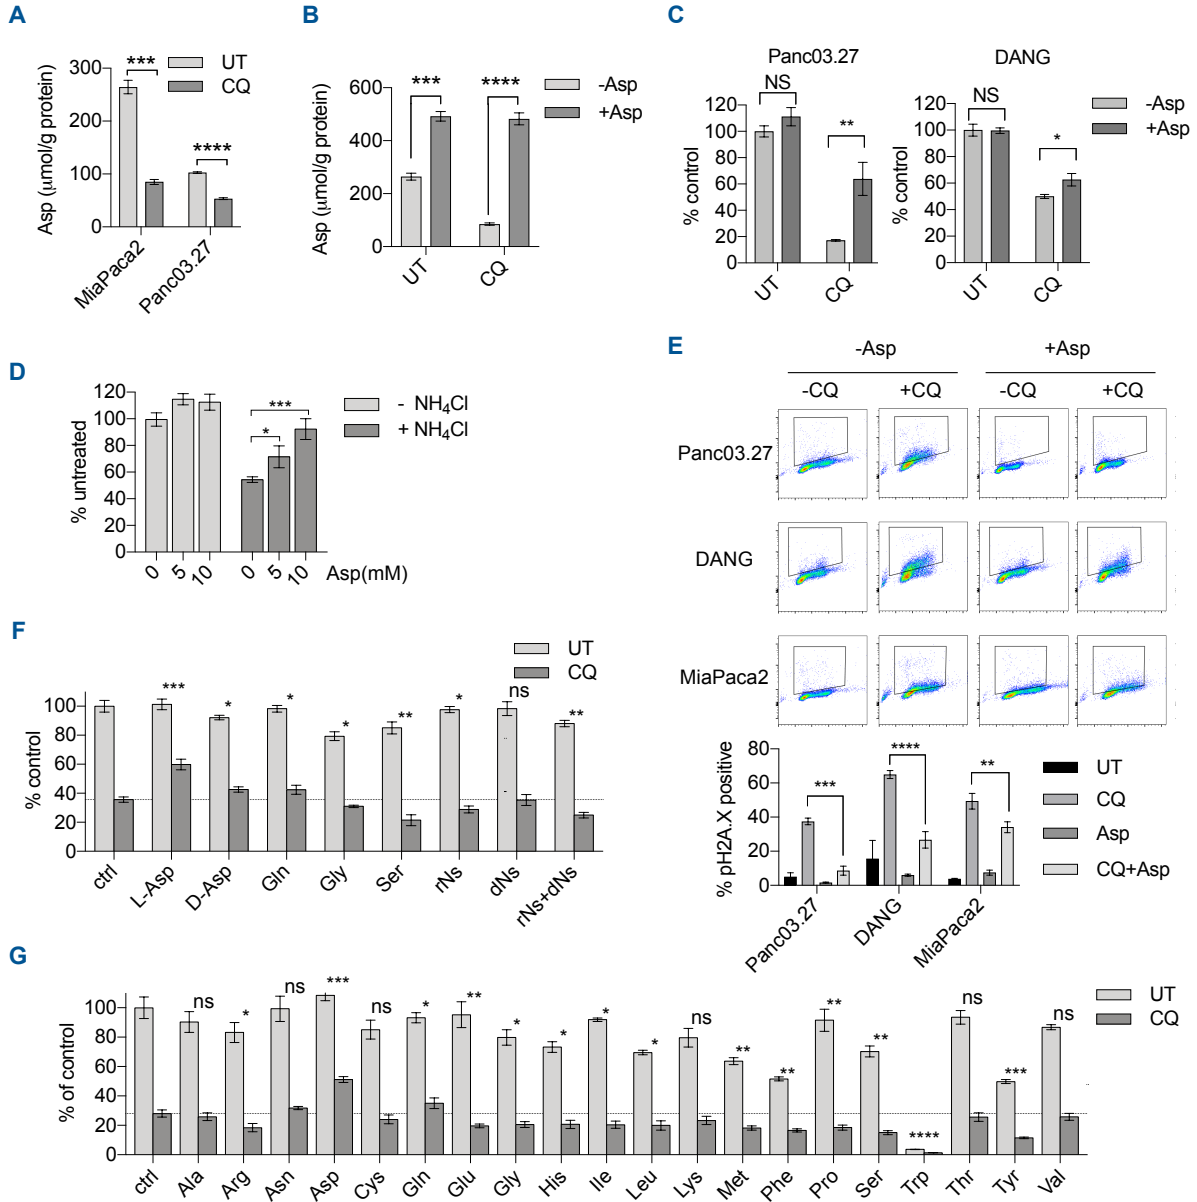 A
Asp (μmol/g protein)
300
200
100
0
***
****
UT
CQ
MiaPaca2
Panc03.27
B
Asp (μmol/g protein)
600
400
200
0
***
****
-Asp
+Asp
UT
CQ
C
Panc03.27
% control
120
100
80
60
40
20
0
NS
**
UT
CQ
DANG
% control
120
100
80
60
40
20
0
NS
*
-Asp
+Asp
UT
CQ
D
% untreated
120
100
80
60
40
20
0
*
***
- NH4Cl
+ NH4Cl
0 5 10 0 5 10 Asp(mM)
E
-Asp +Asp
-CQ +CQ -CQ +CQ
Panc03.27
DANG
MiaPaca2
% pH2A.X positive
80
60
40
20
0
***
****
**
UT
CQ
Asp
CQ+Asp
Panc03.27
DANG
MiaPaca2
F
UT
CQ
% control
100
80
60
40
20
0
*** * * * ** * ns **
ctrl L-Asp D-Asp Gln Gly Ser rNs dNs rNs+dNs
G
UT
CQ
% of control
100
80
60
40
20
0
ns * ns *** ns * ** * * * * ns ** ** ** ** **** ns *** ns
ctrl Ala Arg Asn Asp Cys Gln Glu Gly His Ile Leu Lys Met Phe Pro Ser Trp Thr Tyr Val